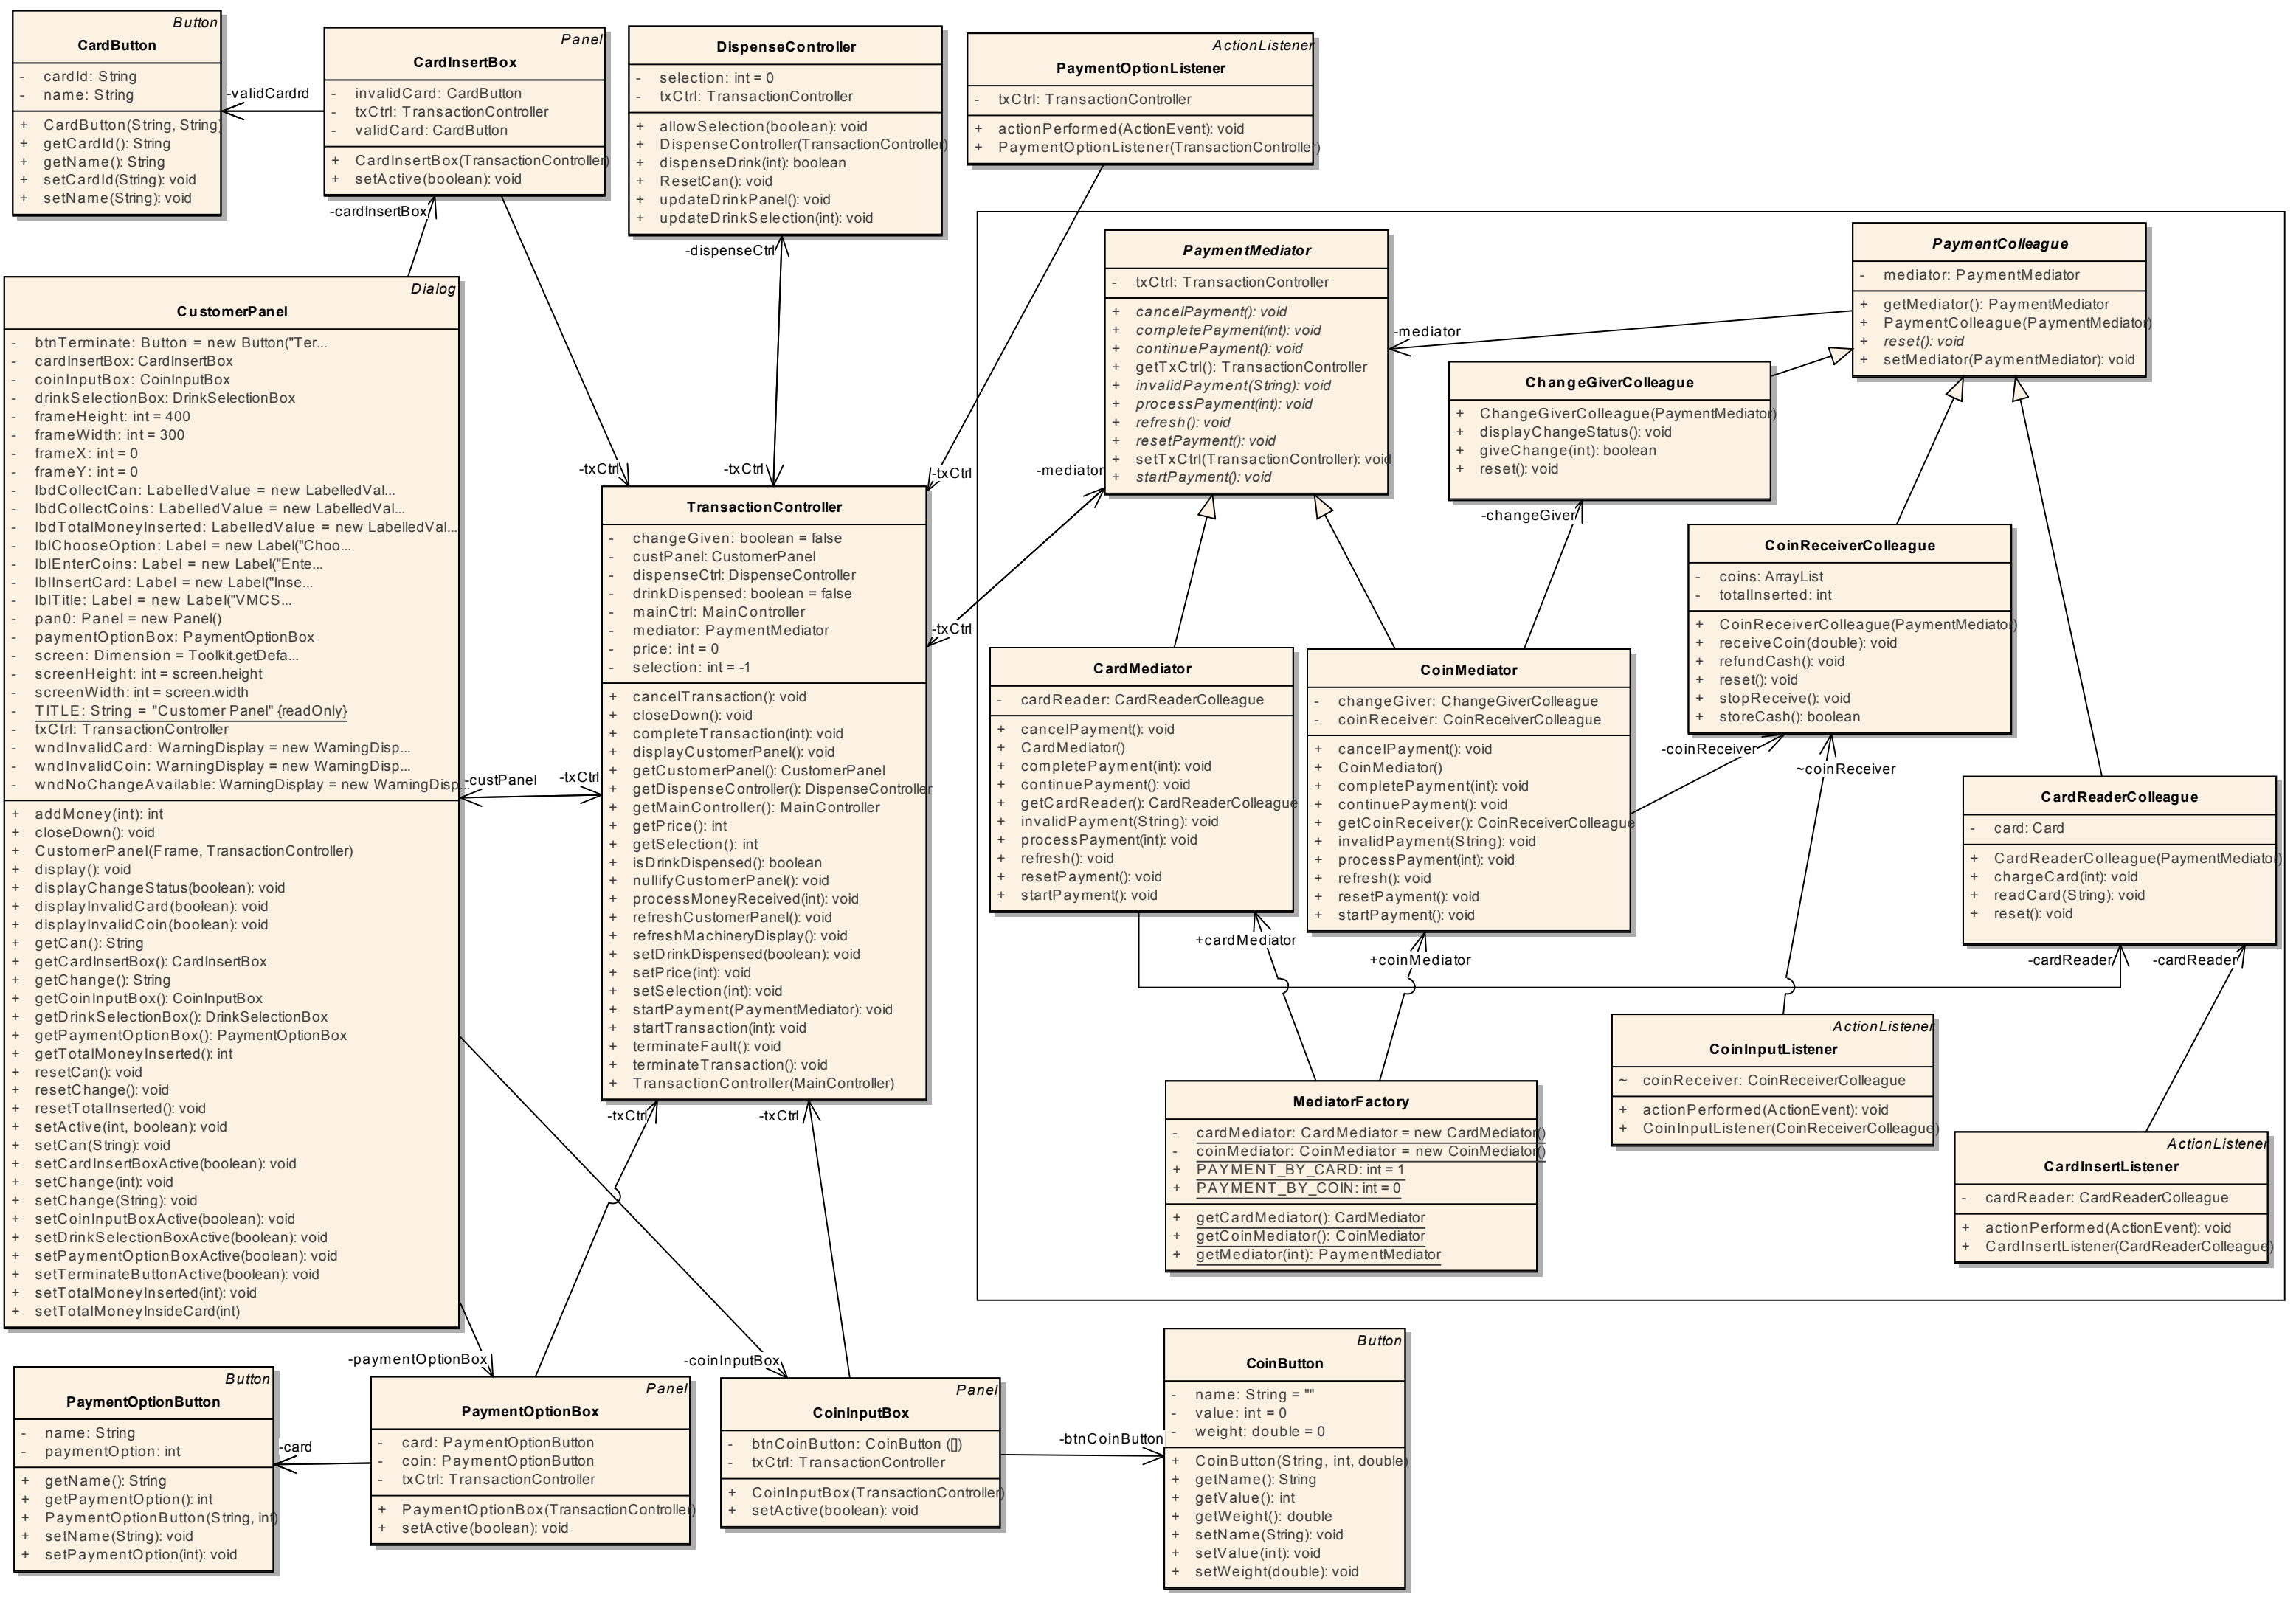 Button
CardButton
- cardId: String
- name: String
+ CardButton(String, String
+ getCardId(): String
+ getName(): String
+ setCardId(String): void
+ setName(String): void
-validCardrd
Panel
CardInsertBox
- invalidCard: CardButton
- txCtrl: TransactionController
- validCard: CardButton
+ CardInsertBox(TransactionController)
+ setActive(boolean): void
-cardInsertBox
DispenseController
- selection: int = 0
- txCtrl: TransactionController
+ allowSelection(boolean): void
+ DispenseController(TransactionController)
+ dispenseDrink(int): boolean
+ ResetCan(): void
+ updateDrinkPanel(): void
+ updateDrinkSelection(int): void
-dispenseCtrl
ActionListener
PaymentOptionListener
- txCtrl: TransactionController
+ actionPerformed(ActionEvent): void
+ PaymentOptionListener(TransactionController)
Dialog
CustomerPanel
- btnTerminate: Button = new Button("Ter...
- cardInsertBox: CardInsertBox
- coinInputBox: CoinInputBox
- drinkSelectionBox: DrinkSelectionBox
- frameHeight: int = 400
- frameWidth: int = 300
- frameX: int = 0
- frameY: int = 0
- lbdCollectCan: LabelledValue = new LabelledVal...
- lbdCollectCoins: LabelledValue = new LabelledVal...
- lbdTotalMoneyInserted: LabelledValue = new LabelledVal...
- lblChooseOption: Label = new Label("Choo...
- lblEnterCoins: Label = new Label("Ente...
- lblInsertCard: Label = new Label("Inse...
- lblTitle: Label = new Label("VMCS...
- pan0: Panel = new Panel()
- paymentOptionBox: PaymentOptionBox
- screen: Dimension = Toolkit.getDefa...
- screenHeight: int = screen.height
- screenWidth: int = screen.width
- TITLE: String = "Customer Panel" {readOnly}
- txCtrl: TransactionController
- wndInvalidCard: WarningDisplay = new WarningDisp...
- wndInvalidCoin: WarningDisplay = new WarningDisp...
- wndNoChangeAvailable: WarningDisplay = new WarningDisp...
+ addMoney(int): int
+ closeDown(): void
+ CustomerPanel(Frame, TransactionController)
+ display(): void
+ displayChangeStatus(boolean): void
+ displayInvalidCard(boolean): void
+ displayInvalidCoin(boolean): void
+ getCan(): String
+ getCardInsertBox(): CardInsertBox
+ getChange(): String
+ getCoinInputBox(): CoinInputBox
+ getDrinkSelectionBox(): DrinkSelectionBox
+ getPaymentOptionBox(): PaymentOptionBox
+ getTotalMoneyInserted(): int
+ resetCan(): void
+ resetChange(): void
+ resetTotalInserted(): void
+ setActive(int, boolean): void
+ setCan(String): void
+ setCardInsertBoxActive(boolean): void
+ setChange(int): void
+ setChange(String): void
+ setCoinInputBoxActive(boolean): void
+ setDrinkSelectionBoxActive(boolean): void
+ setPaymentOptionBoxActive(boolean): void
+ setTerminateButtonActive(boolean): void
+ setTotalMoneyInserted(int): void
+ setTotalMoneyInsideCard(int)
-custPanel
-txCtrl
-txCtrl
-txCtrl
-txCtrl
-mediator
-txCtrl
TransactionController
- changeGiven: boolean = false
- custPanel: CustomerPanel
- dispenseCtrl: DispenseController
- drinkDispensed: boolean = false
- mainCtrl: MainController
- mediator: PaymentMediator
- price: int = 0
- selection: int = -1
+ cancelTransaction(): void
+ closeDown(): void
+ completeTransaction(int): void
+ displayCustomerPanel(): void
+ getCustomerPanel(): CustomerPanel
+ getDispenseController(): DispenseController
+ getMainController(): MainController
+ getPrice(): int
+ getSelection(): int
+ isDrinkDispensed(): boolean
+ nullifyCustomerPanel(): void
+ processMoneyReceived(int): void
+ refreshCustomerPanel(): void
+ refreshMachineryDisplay(): void
+ setDrinkDispensed(boolean): void
+ setPrice(int): void
+ setSelection(int): void
+ startPayment(PaymentMediator): void
+ startTransaction(int): void
+ terminateFault(): void
+ terminateTransaction(): void
+ TransactionController(MainController)
-txCtrl
-txCtrl
PaymentMediator
- txCtrl: TransactionController
+ cancelPayment(): void
+ completePayment(int): void
+ continuePayment(): void
+ getTxCtrl(): TransactionController
+ invalidPayment(String): void
+ processPayment(int): void
+ refresh(): void
+ resetPayment(): void
+ setTxCtrl(TransactionController): void
+ startPayment(): void
-mediator
PaymentColleague
- mediator: PaymentMediator
+ getMediator(): PaymentMediator
+ PaymentColleague(PaymentMediator)
+ reset(): void
+ setMediator(PaymentMediator): void
ChangeGiverColleague
+ ChangeGiverColleague(PaymentMediator)
+ displayChangeStatus(): void
+ giveChange(int): boolean
+ reset(): void
-changeGiver
CoinReceiverColleague
- coins: ArrayList
- totalInserted: int
+ CoinReceiverColleague(PaymentMediator)
+ receiveCoin(double): void
+ refundCash(): void
+ reset(): void
+ stopReceive(): void
+ storeCash(): boolean
-coinReceiver
~coinReceiver
CardMediator
- cardReader: CardReaderColleague
+ cancelPayment(): void
+ CardMediator()
+ completePayment(int): void
+ continuePayment(): void
+ getCardReader(): CardReaderColleague
+ invalidPayment(String): void
+ processPayment(int): void
+ refresh(): void
+ resetPayment(): void
+ startPayment(): void
CoinMediator
- changeGiver: ChangeGiverColleague
- coinReceiver: CoinReceiverColleague
+ cancelPayment(): void
+ CoinMediator()
+ completePayment(int): void
+ continuePayment(): void
+ getCoinReceiver(): CoinReceiverColleague
+ invalidPayment(String): void
+ processPayment(int): void
+ refresh(): void
+ resetPayment(): void
+ startPayment(): void
CardReaderColleague
- card: Card
+ CardReaderColleague(PaymentMediator)
+ chargeCard(int): void
+ readCard(String): void
+ reset(): void
+cardMediator
+coinMediator
-cardReader
-cardReader
MediatorFactory
- cardMediator: CardMediator = new CardMediator()
- coinMediator: CoinMediator = new CoinMediator()
+ PAYMENT_BY_CARD: int = 1
+ PAYMENT_BY_COIN: int = 0
+ getCardMediator(): CardMediator
+ getCoinMediator(): CoinMediator
+ getMediator(int): PaymentMediator
ActionListener
CoinInputListener
~ coinReceiver: CoinReceiverColleague
+ actionPerformed(ActionEvent): void
+ CoinInputListener(CoinReceiverColleague)
ActionListener
CardInsertListener
- cardReader: CardReaderColleague
+ actionPerformed(ActionEvent): void
+ CardInsertListener(CardReaderColleague)
-paymentOptionBox
-coinInputBox
Button
PaymentOptionButton
- name: String
- paymentOption: int
+ getName(): String
+ getPaymentOption(): int
+ PaymentOptionButton(String, int)
+ setName(String): void
+ setPaymentOption(int): void
-card
Panel
PaymentOptionBox
- card: PaymentOptionButton
- coin: PaymentOptionButton
- txCtrl: TransactionController
+ PaymentOptionBox(TransactionController)
+ setActive(boolean): void
Panel
CoinInputBox
- btnCoinButton: CoinButton ([])
- txCtrl: TransactionController
+ CoinInputBox(TransactionController)
+ setActive(boolean): void
-btnCoinButton
Button
CoinButton
- name: String = ""
- value: int = 0
- weight: double = 0
+ CoinButton(String, int, double)
+ getName(): String
+ getValue(): int
+ getWeight(): double
+ setName(String): void
+ setValue(int): void
+ setWeight(double): void